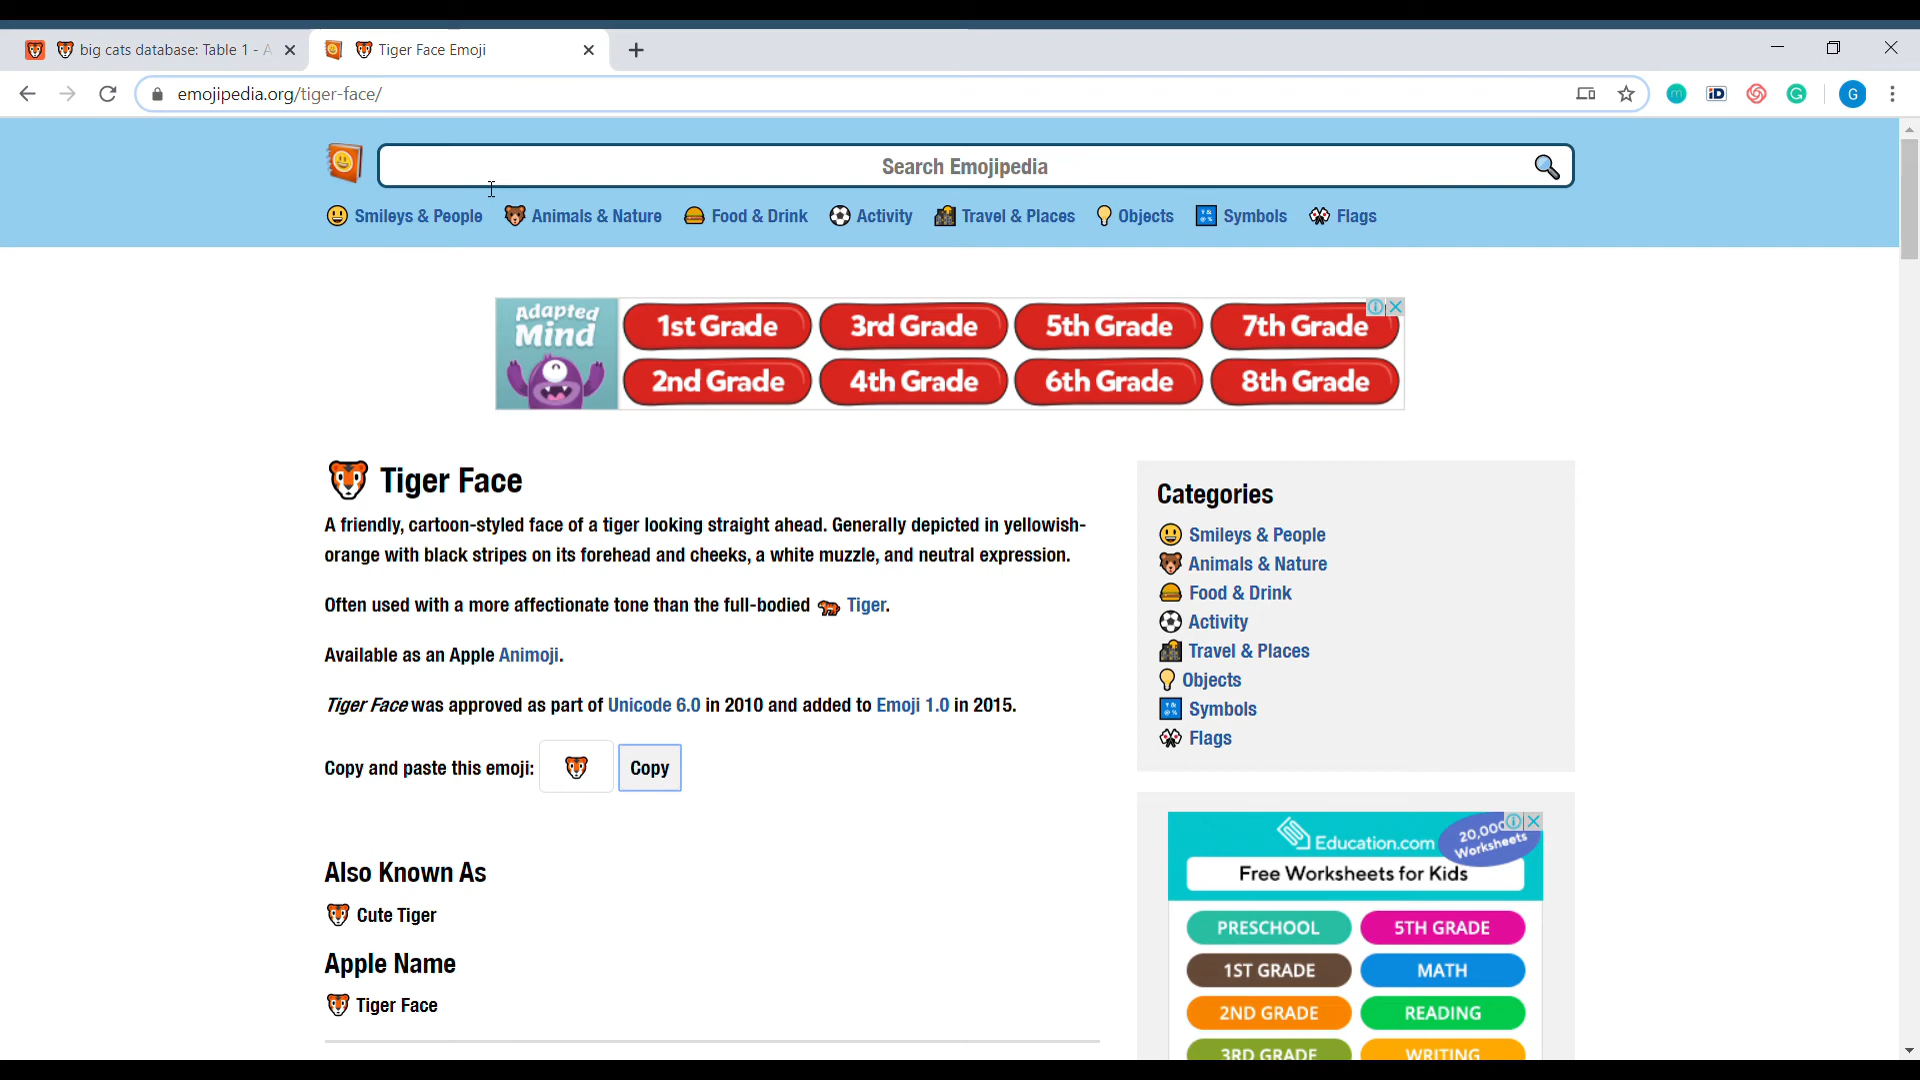 big cats database: Table 1 - A
Tiger Face Emoji
emojipedia.org/tiger-face/
m
iD
G
G
Search Emojipedia
Smileys & People Animals & Nature Food & Drink Activity Travel & Places Objects Symbols Flags
Adapted
Mind
1st Grade 3rd Grade 5th Grade 7th Grade
2nd Grade 4th Grade 6th Grade 8th Grade
Tiger Face
A friendly, cartoon-styled face of a tiger looking straight ahead. Generally depicted in yellowish-
orange with black stripes on its forehead and cheeks, a white muzzle, and neutral expression.
Often used with a more affectionate tone than the full-bodied 🐅 Tiger.
Available as an Apple Animoji.
Tiger Face was approved as part of Unicode 6.0 in 2010 and added to Emoji 1.0 in 2015.
Copy and paste this emoji: 🐯 Copy
Also Known As
🐯 Cute Tiger
Apple Name
🐯 Tiger Face
Categories
Smileys & People
Animals & Nature
Food & Drink
Activity
Travel & Places
Objects
Symbols
Flags
Education.com
20,000
Worksheets
Free Worksheets for Kids
PRESCHOOL 5TH GRADE
1ST GRADE MATH
2ND GRADE READING
3RD GRADE WRITING